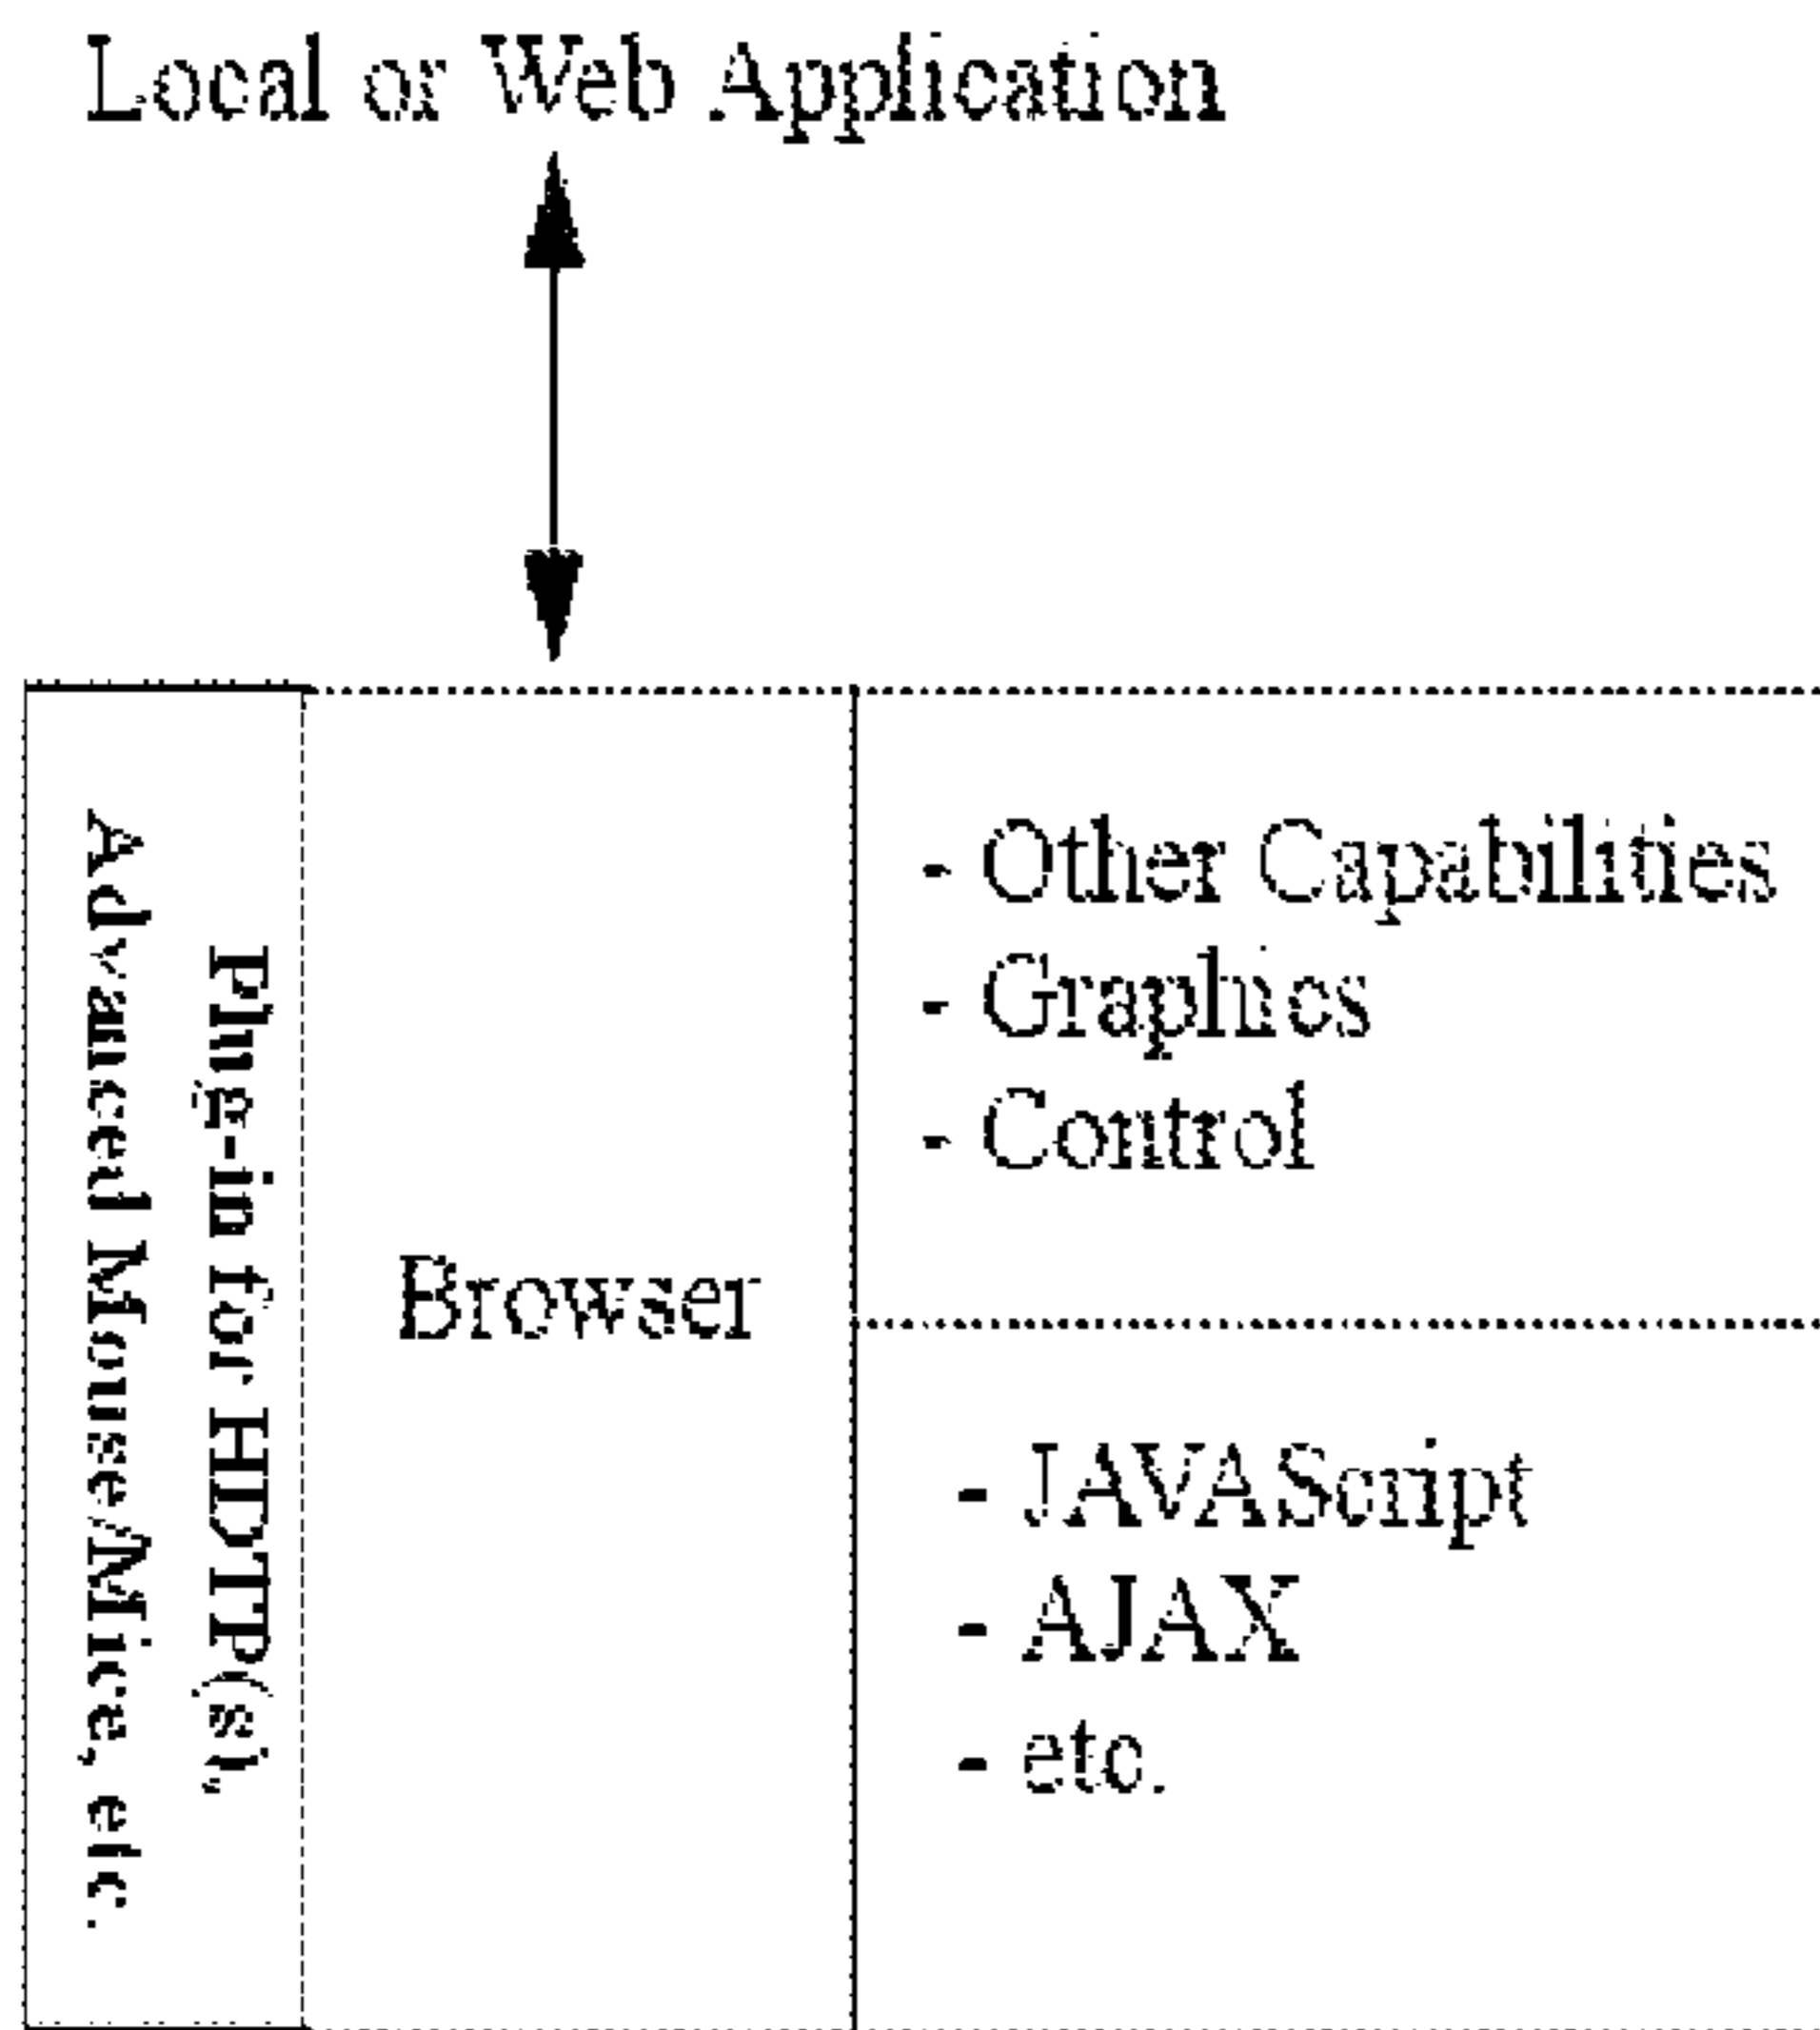 Local or Web Application
Plug-in for HDTP(s),
Advanced Mouse/Mice, etc.
Browser
- Other Capabilities
- Graphics
- Control
- JAVAScript
- AJAX
- etc.